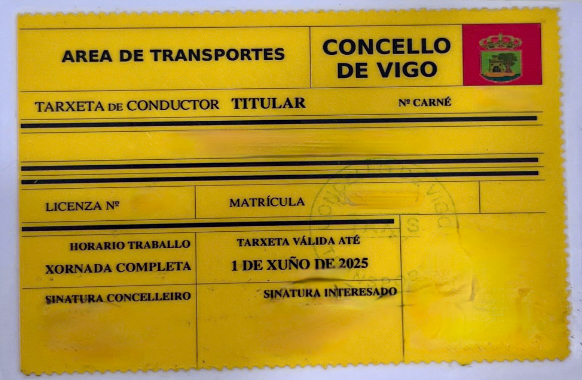 AREA DE TRANSPORTES
CONCELLO
DE VIGO
TARXETA DE CONDUCTOR TITULAR
Nº CARNÉ
LICENZA Nº
MATRÍCULA
HORARIO TRABALLO
XORNADA COMPLETA
TARXETA VÁLIDA ATÉ
1 DE XUÑO DE 2025
SINATURA CONCELLEIRO
SINATURA INTERESADO